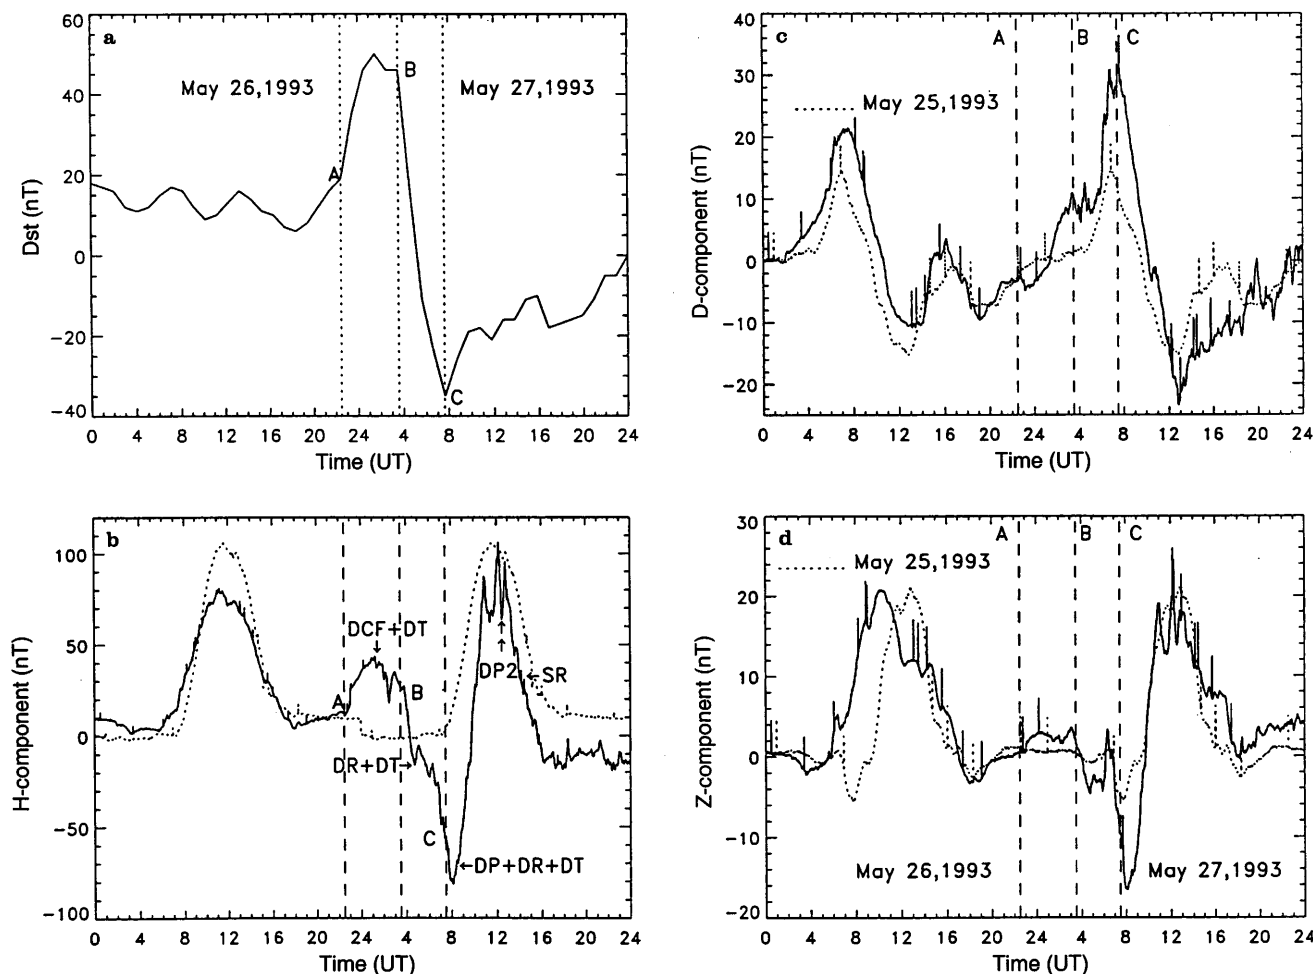 a
May 26,1993
May 27,1993
A
B
C
60
40
20
0
−20
−40
Dst (nT)
0 4 8 12 16 20 24 4 8 12 16 20 24
Time (UT)
c
A
B
C
May 25,1993
40
30
20
10
0
−10
−20
D-component (nT)
0 4 8 12 16 20 24 4 8 12 16 20 24
Time (UT)
b
DCF+DT
A
B
DP2
SR
DR+DT
C
DP+DR+DT
100
50
0
−50
−100
H-component (nT)
0 4 8 12 16 20 24 4 8 12 16 20 24
Time (UT)
d
A
B
C
May 25,1993
May 26,1993
May 27,1993
30
20
10
0
−10
−20
Z-component (nT)
0 4 8 12 16 20 24 4 8 12 16 20 24
Time (UT)